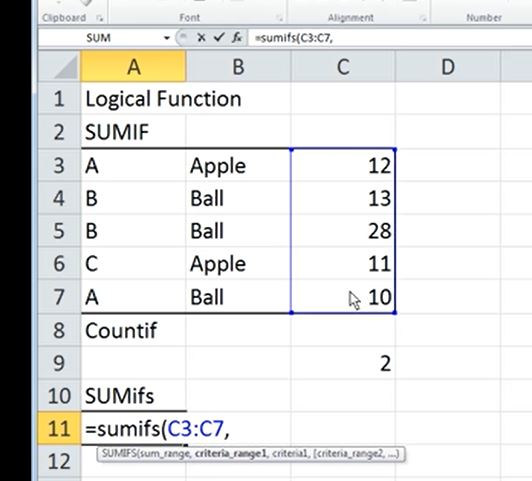 Clipboard Font Alignment Number
SUM fx =sumifs(C3:C7,
A B C D
1 Logical Function
2 SUMIF
3 A Apple 12
4 B Ball 13
5 B Ball 28
6 C Apple 11
7 A Ball 10
8 Countif
9 2
10 SUMifs
11 =sumifs(C3:C7,
SUMIFS(sum_range, criteria_range1, criteria1, [criteria_range2, ...)
12